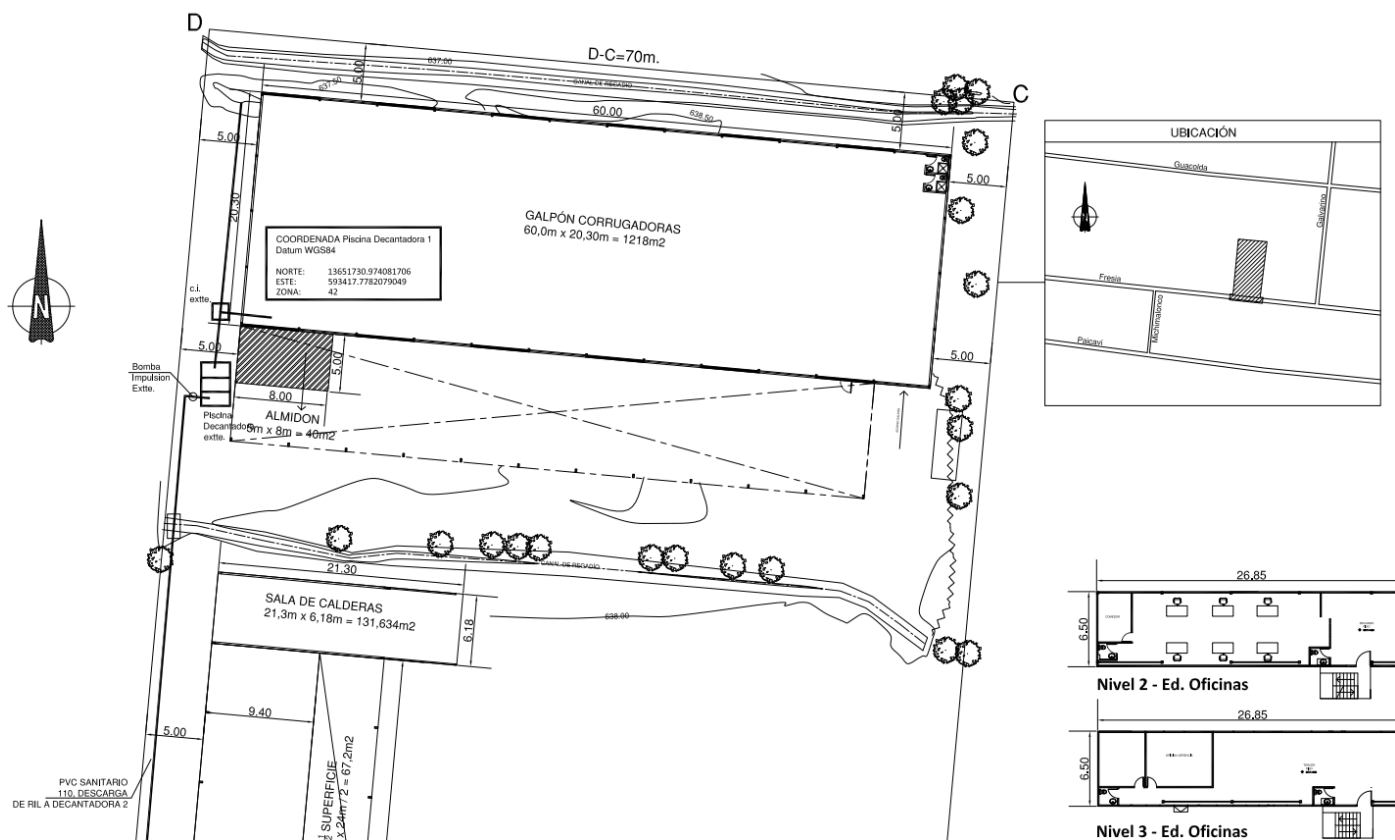 D
D-C=70m.
637.00
5.00
637.50
CANAL DE REGADÍO
C
60.00
638.50
5.00
5.00
5.00
20.30
GALPÓN CORRUGADORAS
60,0m x 20,30m = 1218m2
COORDENADA Piscina Decantadora 1
Datum WGS84
NORTE: 13651730.974081706
ESTE: 593417.7782079049
ZONA: 42
N
c.i.
extte.
5.00
5.00
5.00
Bomba
Impulsion
Extte.
8.00
Piscina
Decantadora
extte.
ALMIDON
5m x 8m = 40m2
CANAL DE REGADÍO
21.30
SALA DE CALDERAS
21,3m x 6,18m = 131,634m2
6.18
638.00
9.40
5.00
SUPERFICIE
x 24m / 2 = 67,2m2
PVC SANITARIO
110, DESCARGA
DE RIL A DECANTADORA 2
UBICACIÓN
Guacolda
Galvarino
Fresia
Michimalonco
Paicaví
26.85
6.50
Nivel 2 - Ed. Oficinas
26.85
6.50
Nivel 3 - Ed. Oficinas